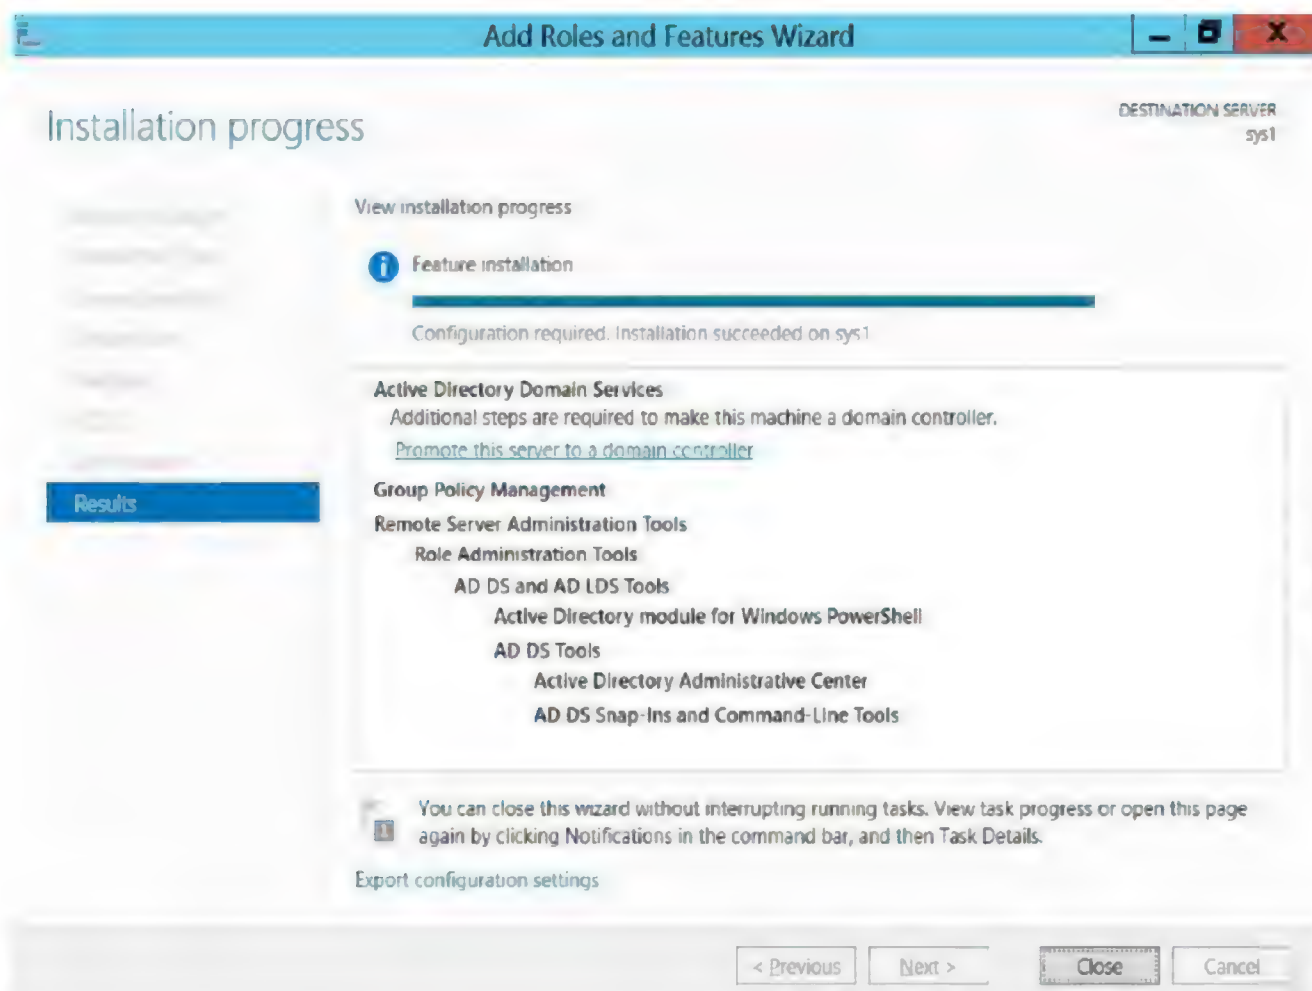 Add Roles and Features Wizard
Installation progress
DESTINATION SERVER
sys1
View installation progress
Feature installation
Configuration required. Installation succeeded on sys1
Active Directory Domain Services
Additional steps are required to make this machine a domain controller.
Promote this server to a domain controller
Group Policy Management
Remote Server Administration Tools
Role Administration Tools
AD DS and AD LDS Tools
Active Directory module for Windows PowerShell
AD DS Tools
Active Directory Administrative Center
AD DS Snap-Ins and Command-Line Tools
Results
You can close this wizard without interrupting running tasks. View task progress or open this page
again by clicking Notifications in the command bar, and then Task Details.
Export configuration settings
< Previous Next > Close Cancel